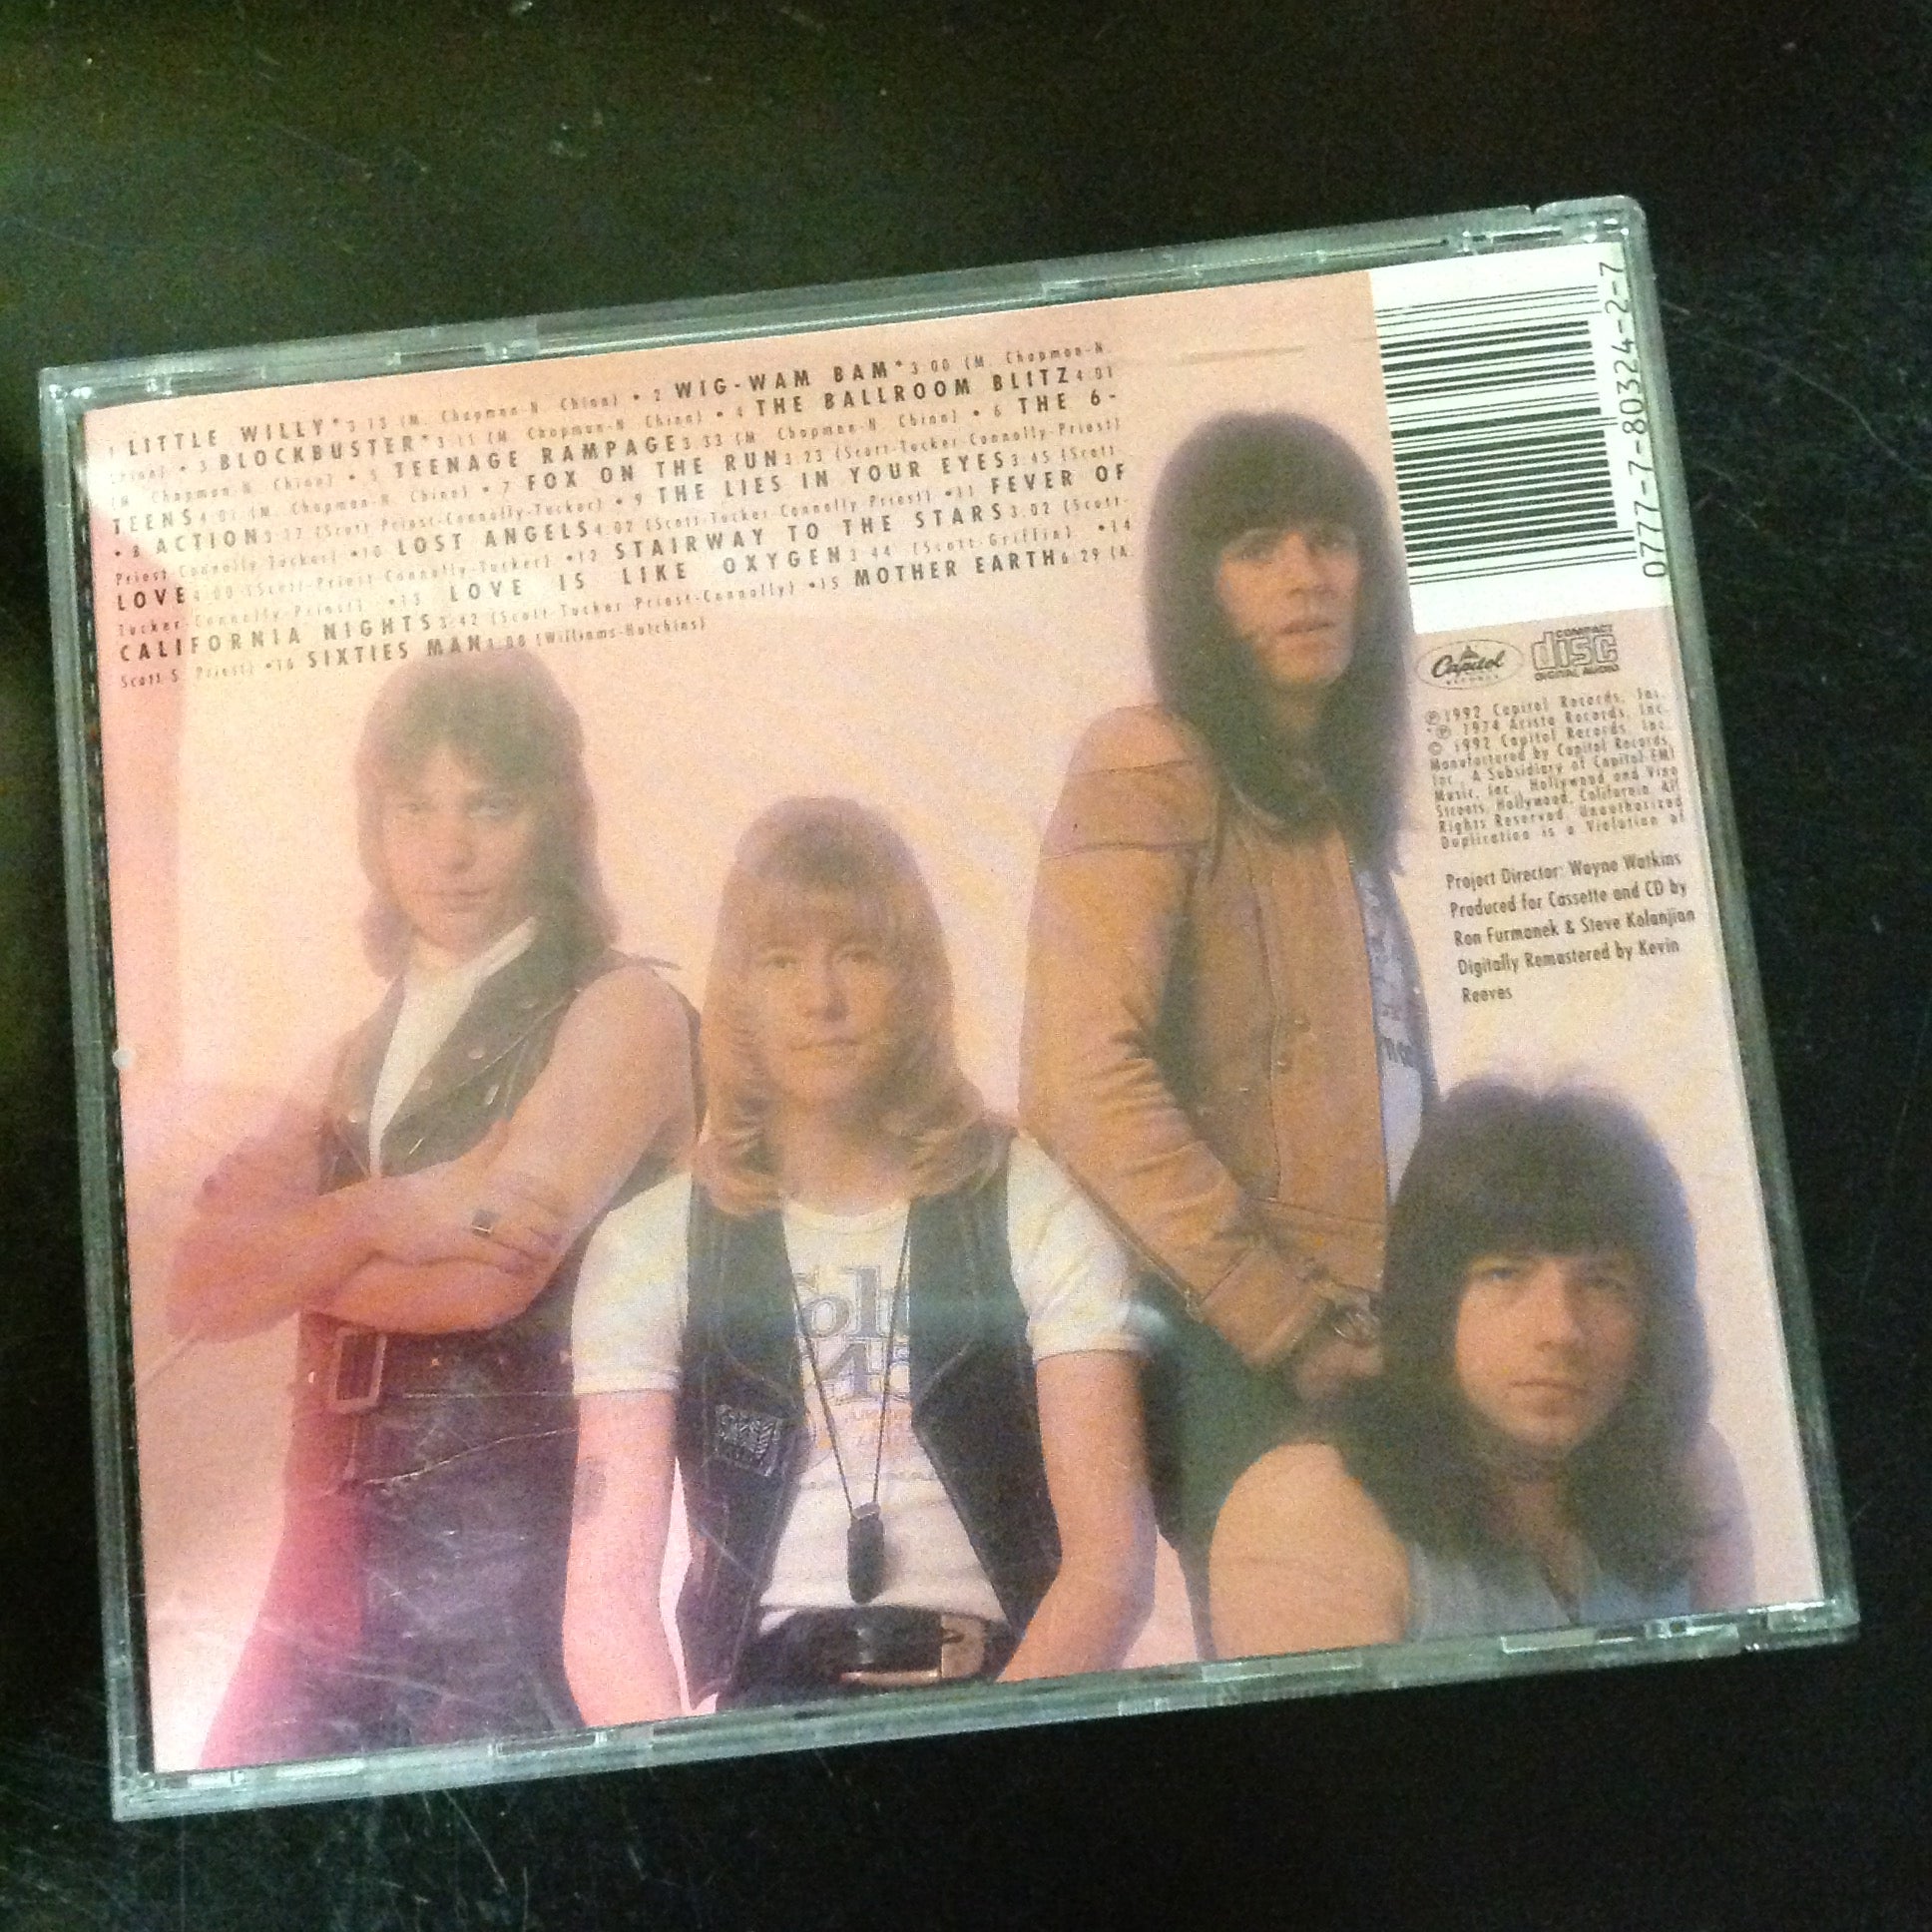 1 LITTLE WILLY* 3:13 (M. Chapman-N. Chinn) • 2 WIG-WAM BAM* 3:00 (M. Chapman-N.
Chinn) • 3 BLOCKBUSTER* 3:11 (M. Chapman-N. Chinn) • 4 THE BALLROOM BLITZ 4:01
(M. Chapman-N. Chinn) • 5 TEENAGE RAMPAGE 3:33 (M. Chapman-N. Chinn) • 6 THE 6-
TEENS 4:01 (M. Chapman-N. Chinn) • 7 FOX ON THE RUN 3:23 (Scott-Tucker-Connolly-Priest)
• 8 ACTION (Scott-Priest-Connolly-Tucker) • 9 THE LIES IN YOUR EYES 3:45 (Scott-
Priest-Connolly-Tucker) •10 LOST ANGELS 4:02 (Scott-Tucker-Connolly-Priest) •11 FEVER OF
LOVE 4:00 (Scott-Priest-Connolly-Tucker) •12 STAIRWAY TO THE STARS 3:02 (Scott-
Tucker-Connolly-Priest) •13 LOVE IS LIKE OXYGEN 3:44 (Scott-Griffin) •14
CALIFORNIA NIGHTS 3:42 (Scott-Tucker-Priest-Connolly) •15 MOTHER EARTH 6:29 (A.
Scott-S. Priest) •16 SIXTIES MAN (Williams-Hutchins)
0777-7-80324-2-7
Capitol
RECORDS
COMPACT
disc
DIGITAL AUDIO
℗ 1992 Capitol Records, Inc.
*℗ 1974 Arista Records, Inc.
© 1992 Capitol Records, Inc.
Manufactured by Capitol Records,
Inc., A Subsidiary of Capitol-EMI
Music, Inc., Hollywood and Vine
Streets, Hollywood, California. All
Rights Reserved. Unauthorized
Duplication is a Violation of
Project Director: Wayne Watkins
Produced for Cassette and CD by
Ron Furmanek & Steve Kolanjian
Digitally Remastered by Kevin
Reeves
45